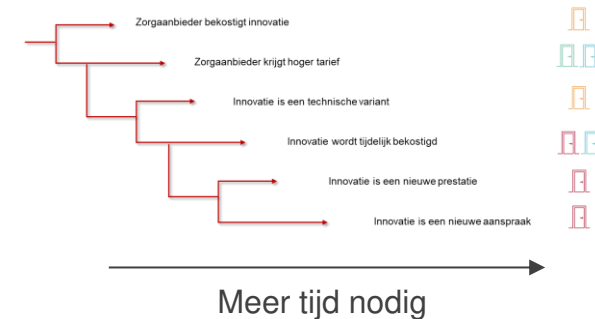 Zorgaanbieder bekostigt innovatie
Zorgaanbieder krijgt hoger tarief
Innovatie is een technische variant
Innovatie wordt tijdelijk bekostigd
Innovatie is een nieuwe prestatie
Innovatie is een nieuwe aanspraak
Meer tijd nodig